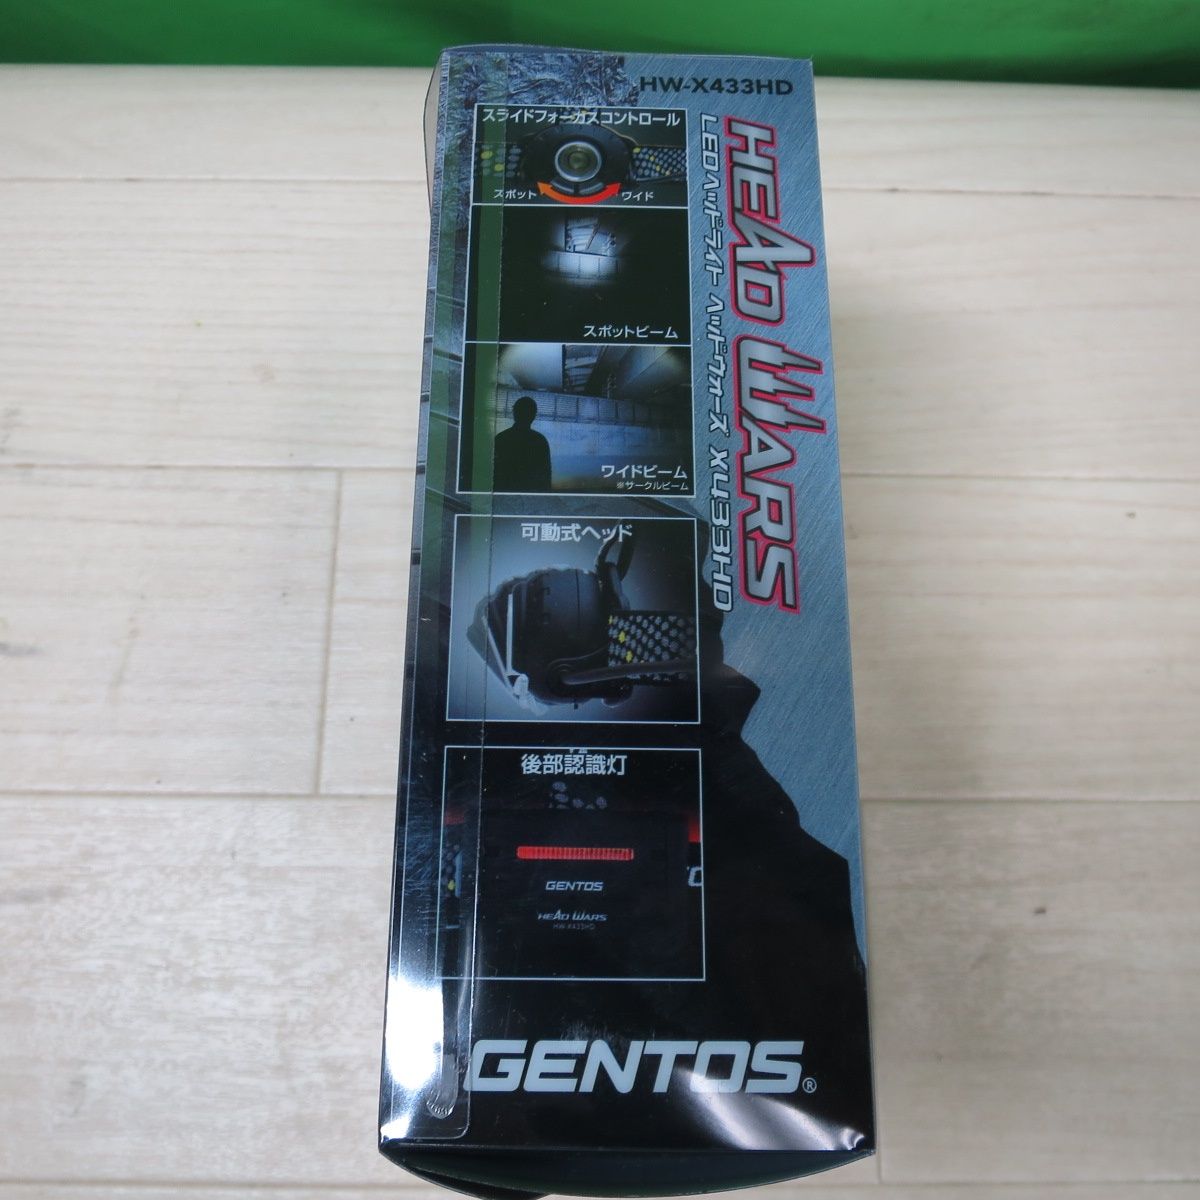 HW-X433HD
HEAD WARS
LEDヘッドライト ヘッドウォーズ X433HD
スライドフォーカスコントロール
スポット
ワイド
スポットビーム
ワイドビーム
※サークルビーム
可動式ヘッド
後部認識灯
GENTOS
HEAD WARS
HW-X433HD
GENTOS®